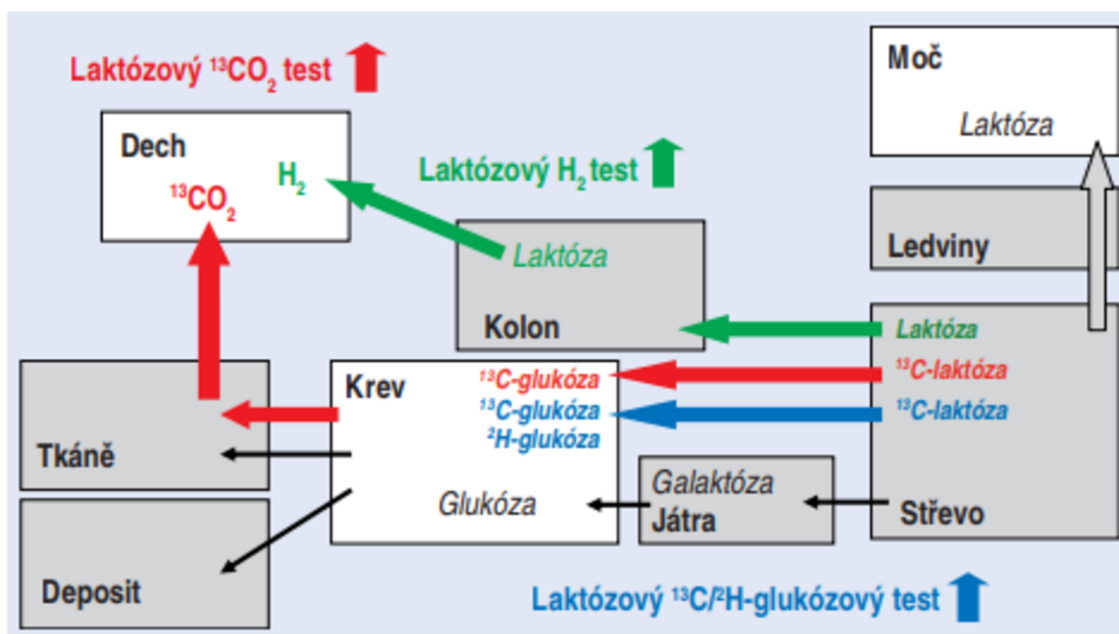 Laktózový ¹³CO₂ test
Moč
Laktóza
Dech
H₂
¹³CO₂
Laktózový H₂ test
Ledviny
Laktóza
Kolon
Laktóza
¹³C-laktóza
¹³C-laktóza
Krev
¹³C-glukóza
¹³C-glukóza
²H-glukóza
Glukóza
Tkáně
Galaktóza
Játra
Střevo
Deposit
Laktózový ¹³C/²H-glukózový test